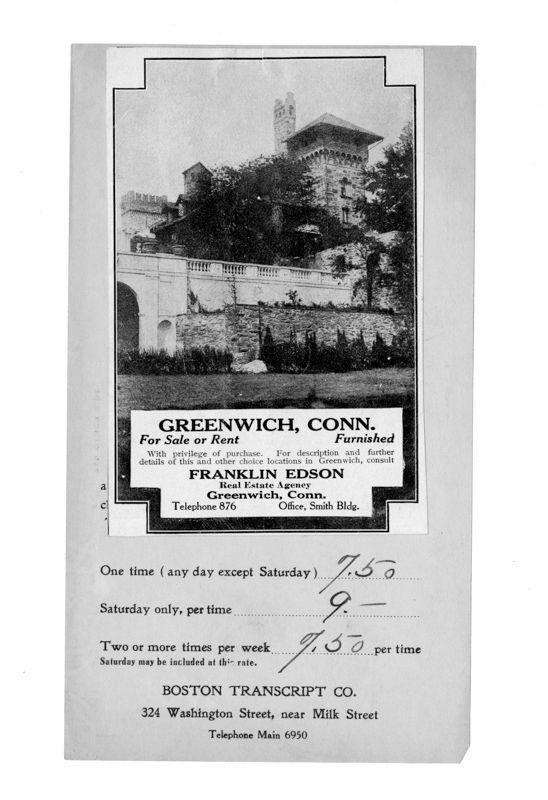 GREENWICH, CONN.
For Sale or Rent Furnished
With privilege of purchase. For description and further
details of this and other choice locations in Greenwich, consult
FRANKLIN EDSON
Real Estate Agency
Greenwich, Conn.
Telephone 876 Office, Smith Bldg.
a
c
One time (any day except Saturday) 7.50
Saturday only, per time 9.—
Two or more times per week 7.50 per time
Saturday may be included at this rate.
BOSTON TRANSCRIPT CO.
324 Washington Street, near Milk Street
Telephone Main 6950